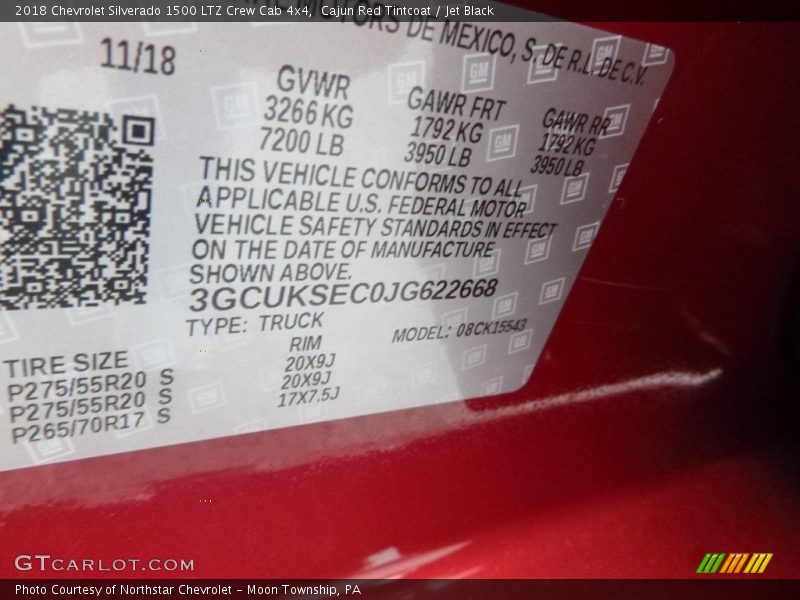 2018 Chevrolet Silverado 1500 LTZ Crew Cab 4x4, Cajun Red Tintcoat / Jet Black
MOTORS DE MEXICO, S. DE R.L. DE C.V.
11/18
GVWR
3266 KG
7200 LB
GAWR FRT
1792 KG
3950 LB
GAWR RR
1792KG
3950 LB
THIS VEHICLE CONFORMS TO ALL
APPLICABLE U.S. FEDERAL MOTOR
VEHICLE SAFETY STANDARDS IN EFFECT
ON THE DATE OF MANUFACTURE
SHOWN ABOVE.
3GCUKSEC0JG622668
TYPE: TRUCK
MODEL: 08CK15543
TIRE SIZE
RIM
P275/55R20 S
20X9J
P275/55R20 S
20X9J
P265/70R17 S
17X7.5J
GTCARLOT.COM
Photo Courtesy of Northstar Chevrolet – Moon Township, PA